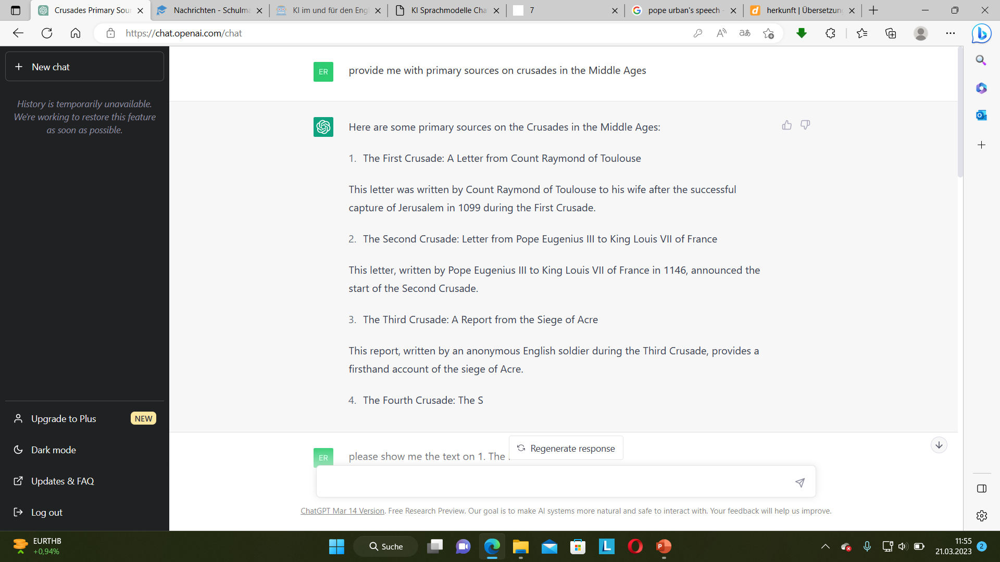 Crusades Primary Sour
Nachrichten - Schulma
KI im und für den Engl
KI Sprachmodelle Cha
7
pope urban's speech -
herkunft | Übersetzung
https://chat.openai.com/chat
New chat
History is temporarily unavailable.
We're working to restore this feature
as soon as possible.
ER
provide me with primary sources on crusades in the Middle Ages
Here are some primary sources on the Crusades in the Middle Ages:
1. The First Crusade: A Letter from Count Raymond of Toulouse
This letter was written by Count Raymond of Toulouse to his wife after the successful
capture of Jerusalem in 1099 during the First Crusade.
2. The Second Crusade: Letter from Pope Eugenius III to King Louis VII of France
This letter, written by Pope Eugenius III to King Louis VII of France in 1146, announced the
start of the Second Crusade.
3. The Third Crusade: A Report from the Siege of Acre
This report, written by an anonymous English soldier during the Third Crusade, provides a
firsthand account of the siege of Acre.
4. The Fourth Crusade: The S
ER
please show me the text on 1. The
Regenerate response
ChatGPT Mar 14 Version. Free Research Preview. Our goal is to make AI systems more natural and safe to interact with. Your feedback will help us improve.
Upgrade to Plus
NEW
Dark mode
Updates & FAQ
Log out
EURTHB
+0,94%
Suche
11:55
21.03.2023
2